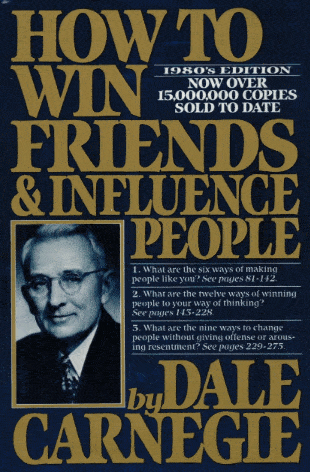 HOW TO
WIN
1980's EDITION
NOW OVER
15,000,000 COPIES
SOLD TO DATE
FRIENDS
& INFLUENCE
PEOPLE
1. What are the six ways of making
people like you? See pages 81-142.
2. What are the twelve ways of winning
people to your way of thinking?
See pages 143-228.
3. What are the nine ways to change
people without giving offense or arous-
ing resentment? See pages 229-275.
by DALE
CARNEGIE